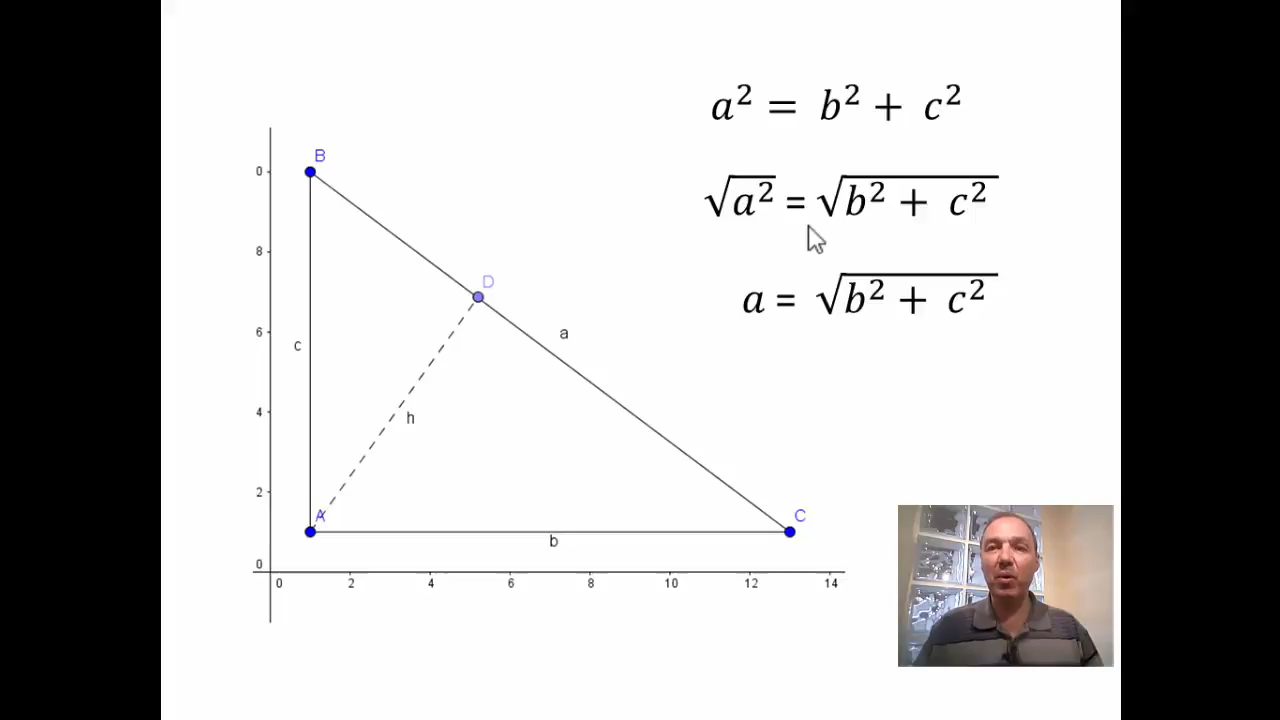 a² = b² + c²
√a² = √b² + c²
a = √b² + c²
B
0
8
D
6
c
a
4
h
2
A
C
b
0
0 2 4 6 8 10 12 14